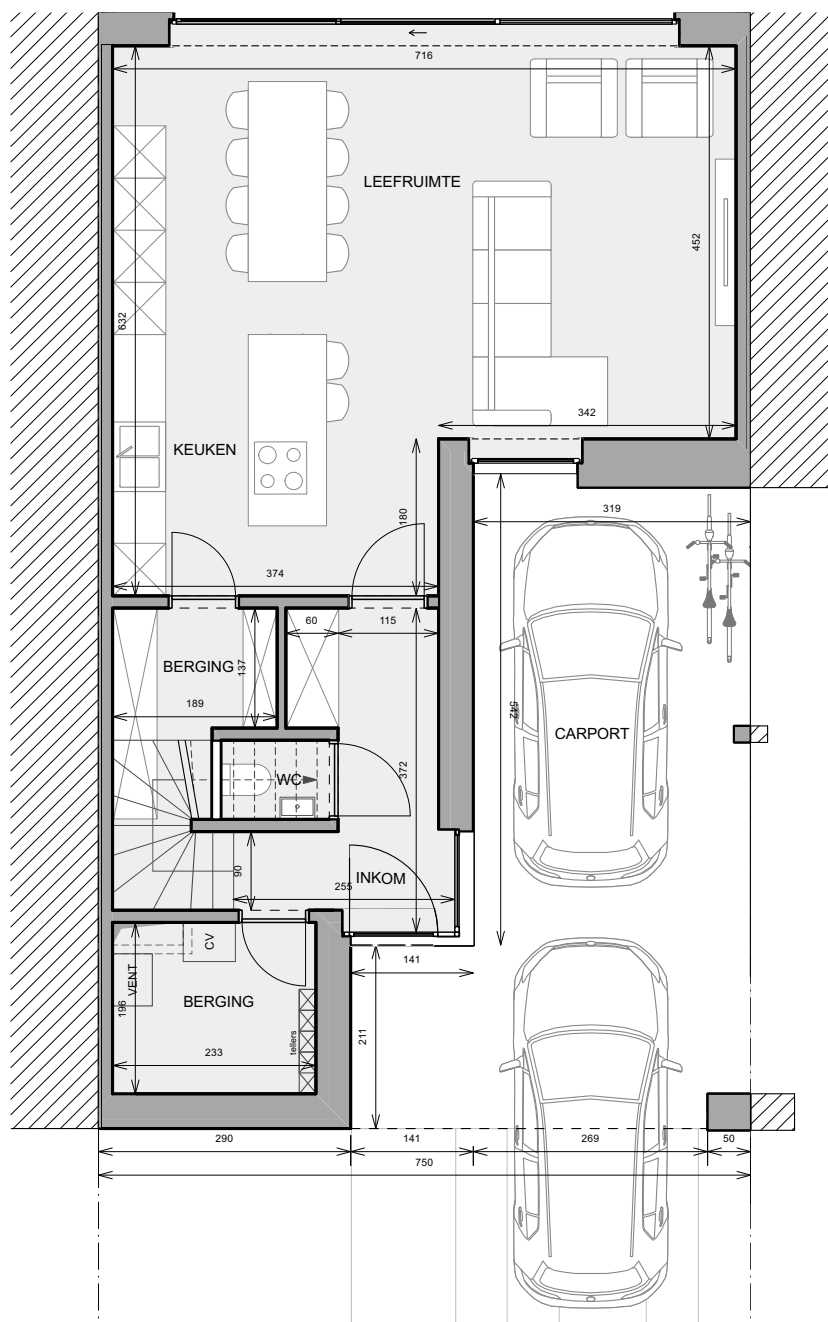 716
LEEFRUIMTE
452
632
342
KEUKEN
180
319
374
60
115
BERGING
137
189
542
CARPORT
372
WC
INKOM
90
255
CV
VENT
196
BERGING
141
tellers
211
233
290
141
269
50
750